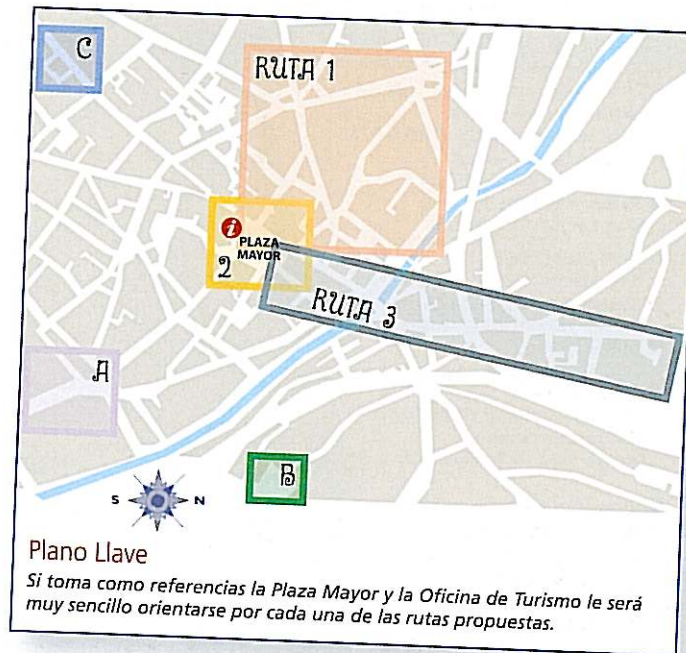 C
RUTA 1
i
PLAZA
MAYOR
2
RUTA 3
A
B
S N
Plano Llave
Si toma como referencias la Plaza Mayor y la Oficina de Turismo le será
muy sencillo orientarse por cada una de las rutas propuestas.